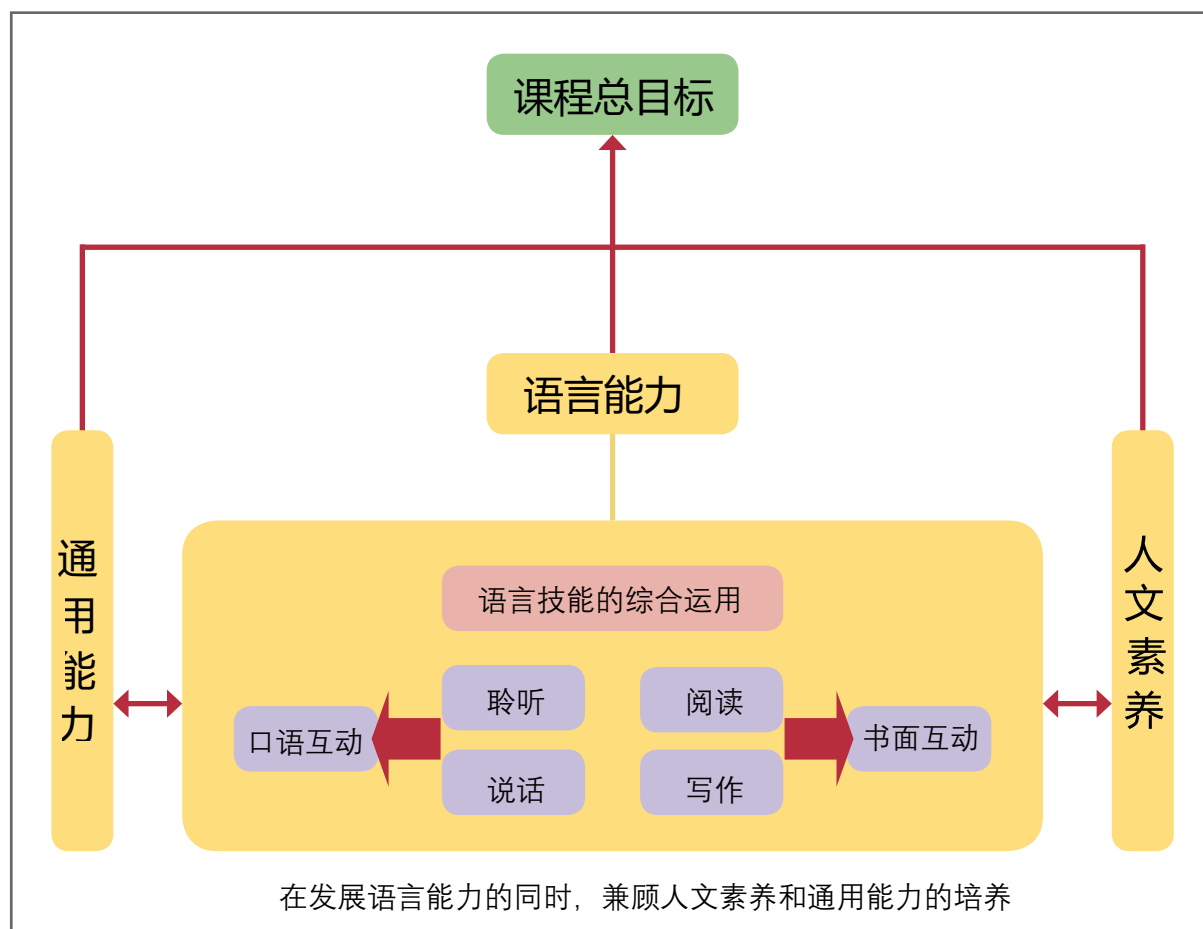 课程总目标
语言能力
通用能力
人文素养
语言技能的综合运用
聆听
阅读
口语互动
书面互动
说话
写作
在发展语言能力的同时，兼顾人文素养和通用能力的培养